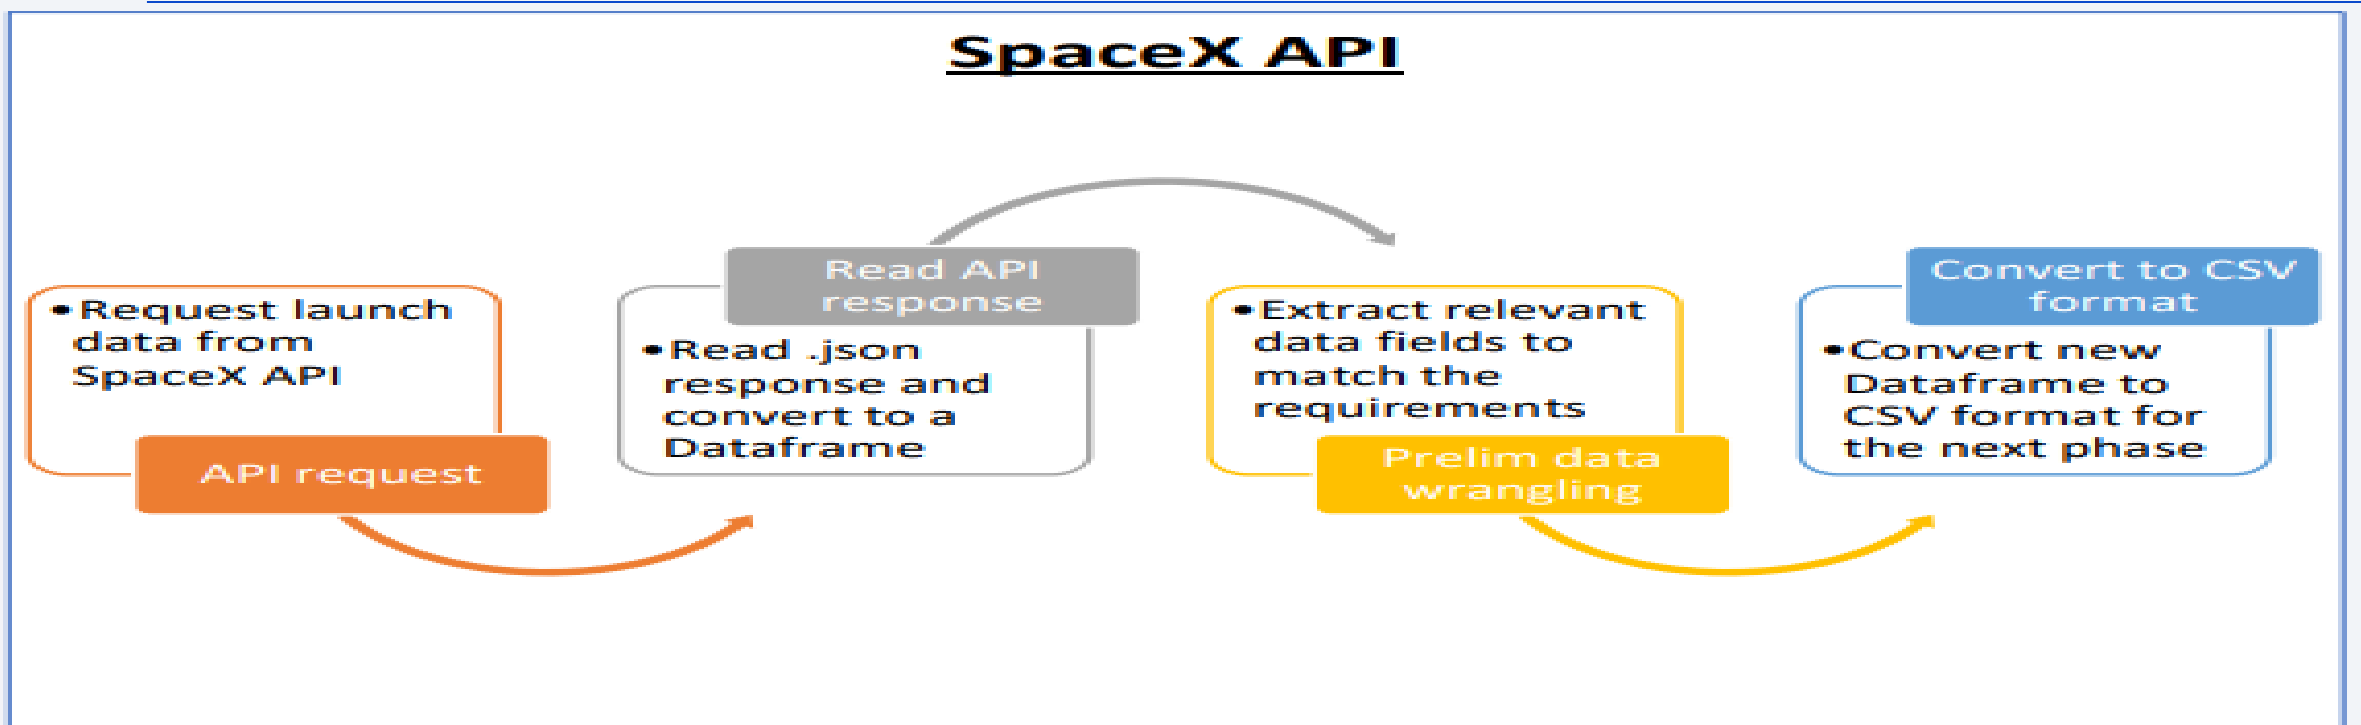 SpaceX API
•Request launch
data from
SpaceX API
API request
Read API
response
•Read .json
response and
convert to a
Dataframe
•Extract relevant
data fields to
match the
requirements
Prelim data
wrangling
Convert to CSV
format
•Convert new
Dataframe to
CSV format for
the next phase